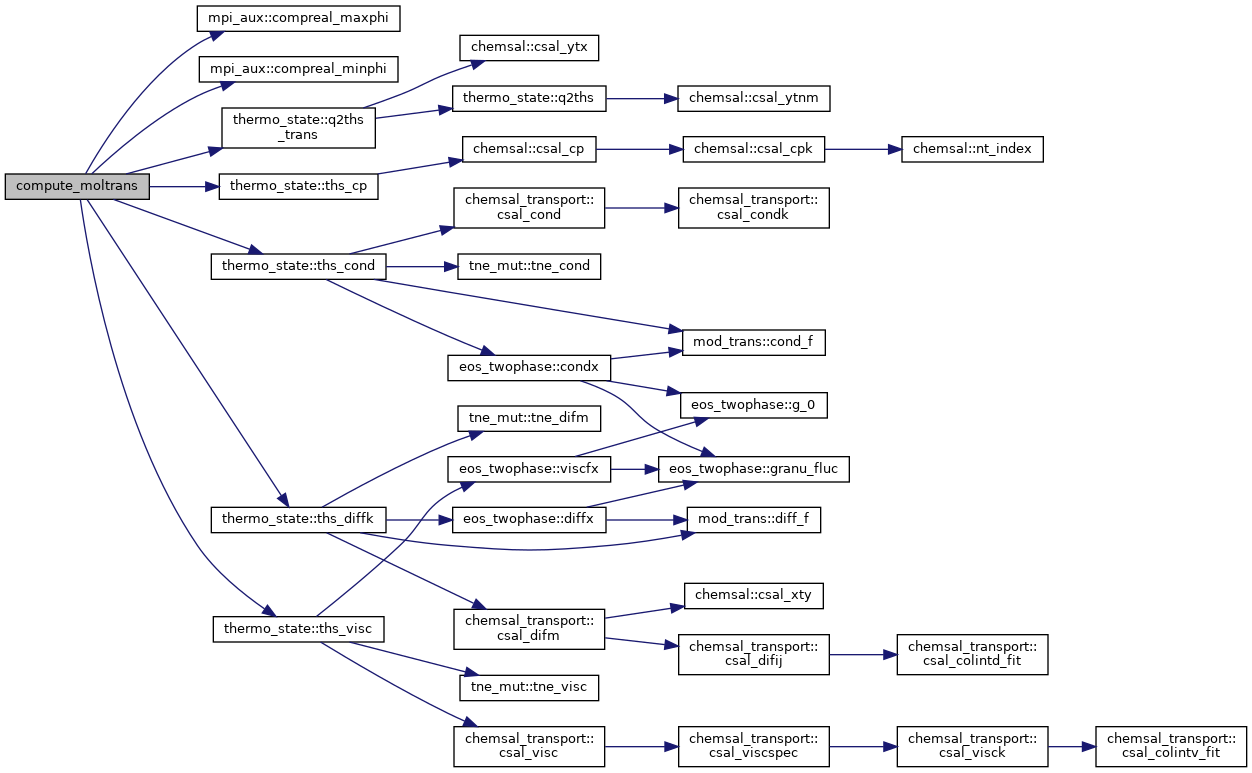 mpi_aux::compreal_maxphi
chemsal::csal_ytx
mpi_aux::compreal_minphi
thermo_state::q2ths
chemsal::csal_ytnm
thermo_state::q2ths
_trans
chemsal::csal_cp
chemsal::csal_cpk
chemsal::nt_index
compute_moltrans
thermo_state::ths_cp
chemsal_transport::
csal_cond
chemsal_transport::
csal_condk
thermo_state::ths_cond
tne_mut::tne_cond
mod_trans::cond_f
eos_twophase::condx
eos_twophase::g_0
tne_mut::tne_difm
eos_twophase::viscfx
eos_twophase::granu_fluc
thermo_state::ths_diffk
eos_twophase::diffx
mod_trans::diff_f
chemsal::csal_xty
chemsal_transport::
csal_difm
thermo_state::ths_visc
chemsal_transport::
csal_difij
chemsal_transport::
csal_colintd_fit
tne_mut::tne_visc
chemsal_transport::
csal_visc
chemsal_transport::
csal_viscspec
chemsal_transport::
csal_visck
chemsal_transport::
csal_colintv_fit